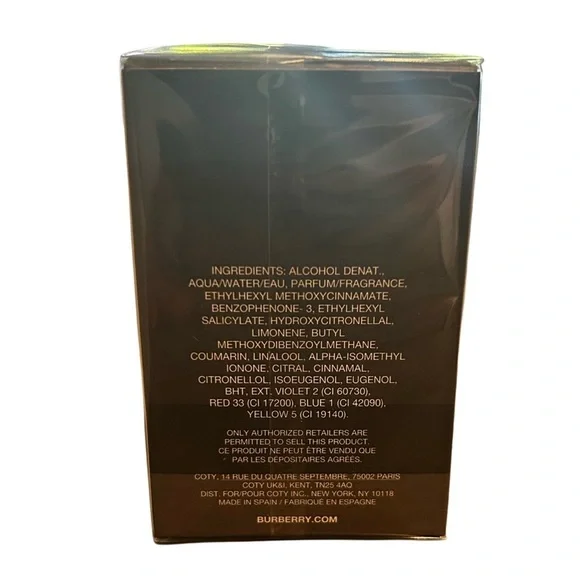 INGREDIENTS: ALCOHOL DENAT.,
AQUA/WATER/EAU, PARFUM/FRAGRANCE,
ETHYLHEXYL METHOXYCINNAMATE,
BENZOPHENONE- 3, ETHYLHEXYL
SALICYLATE, HYDROXYCITRONELLAL,
LIMONENE, BUTYL
METHOXYDIBENZOYLMETHANE,
COUMARIN, LINALOOL, ALPHA-ISOMETHYL
IONONE, CITRAL, CINNAMAL,
CITRONELLOL, ISOEUGENOL, EUGENOL,
BHT, EXT. VIOLET 2 (CI 60730),
RED 33 (CI 17200), BLUE 1 (CI 42090),
YELLOW 5 (CI 19140).
ONLY AUTHORIZED RETAILERS ARE
PERMITTED TO SELL THIS PRODUCT.
CE PRODUIT NE PEUT ÊTRE VENDU QUE
PAR LES DÉPOSITAIRES AGRÉÉS.
COTY, 14 RUE DU QUATRE SEPTEMBRE, 75002 PARIS
COTY UK&I, KENT, TN25 4AQ
DIST. FOR/POUR COTY INC., NEW YORK, NY 10118
MADE IN SPAIN / FABRIQUÉ EN ESPAGNE
BURBERRY.COM